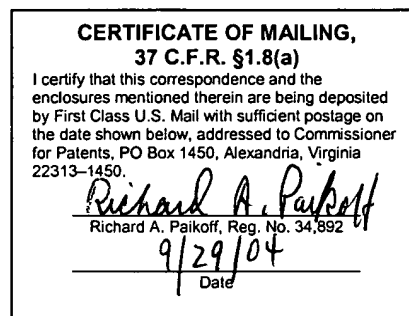 CERTIFICATE OF MAILING,
37 C.F.R. §1.8(a)
I certify that this correspondence and the
enclosures mentioned therein are being deposited
by First Class U.S. Mail with sufficient postage on
the date shown below, addressed to Commissioner
for Patents, PO Box 1450, Alexandria, Virginia
22313–1450.
Richard A. Paikoff
Richard A. Paikoff, Reg. No. 34,892
9/29/04
Date